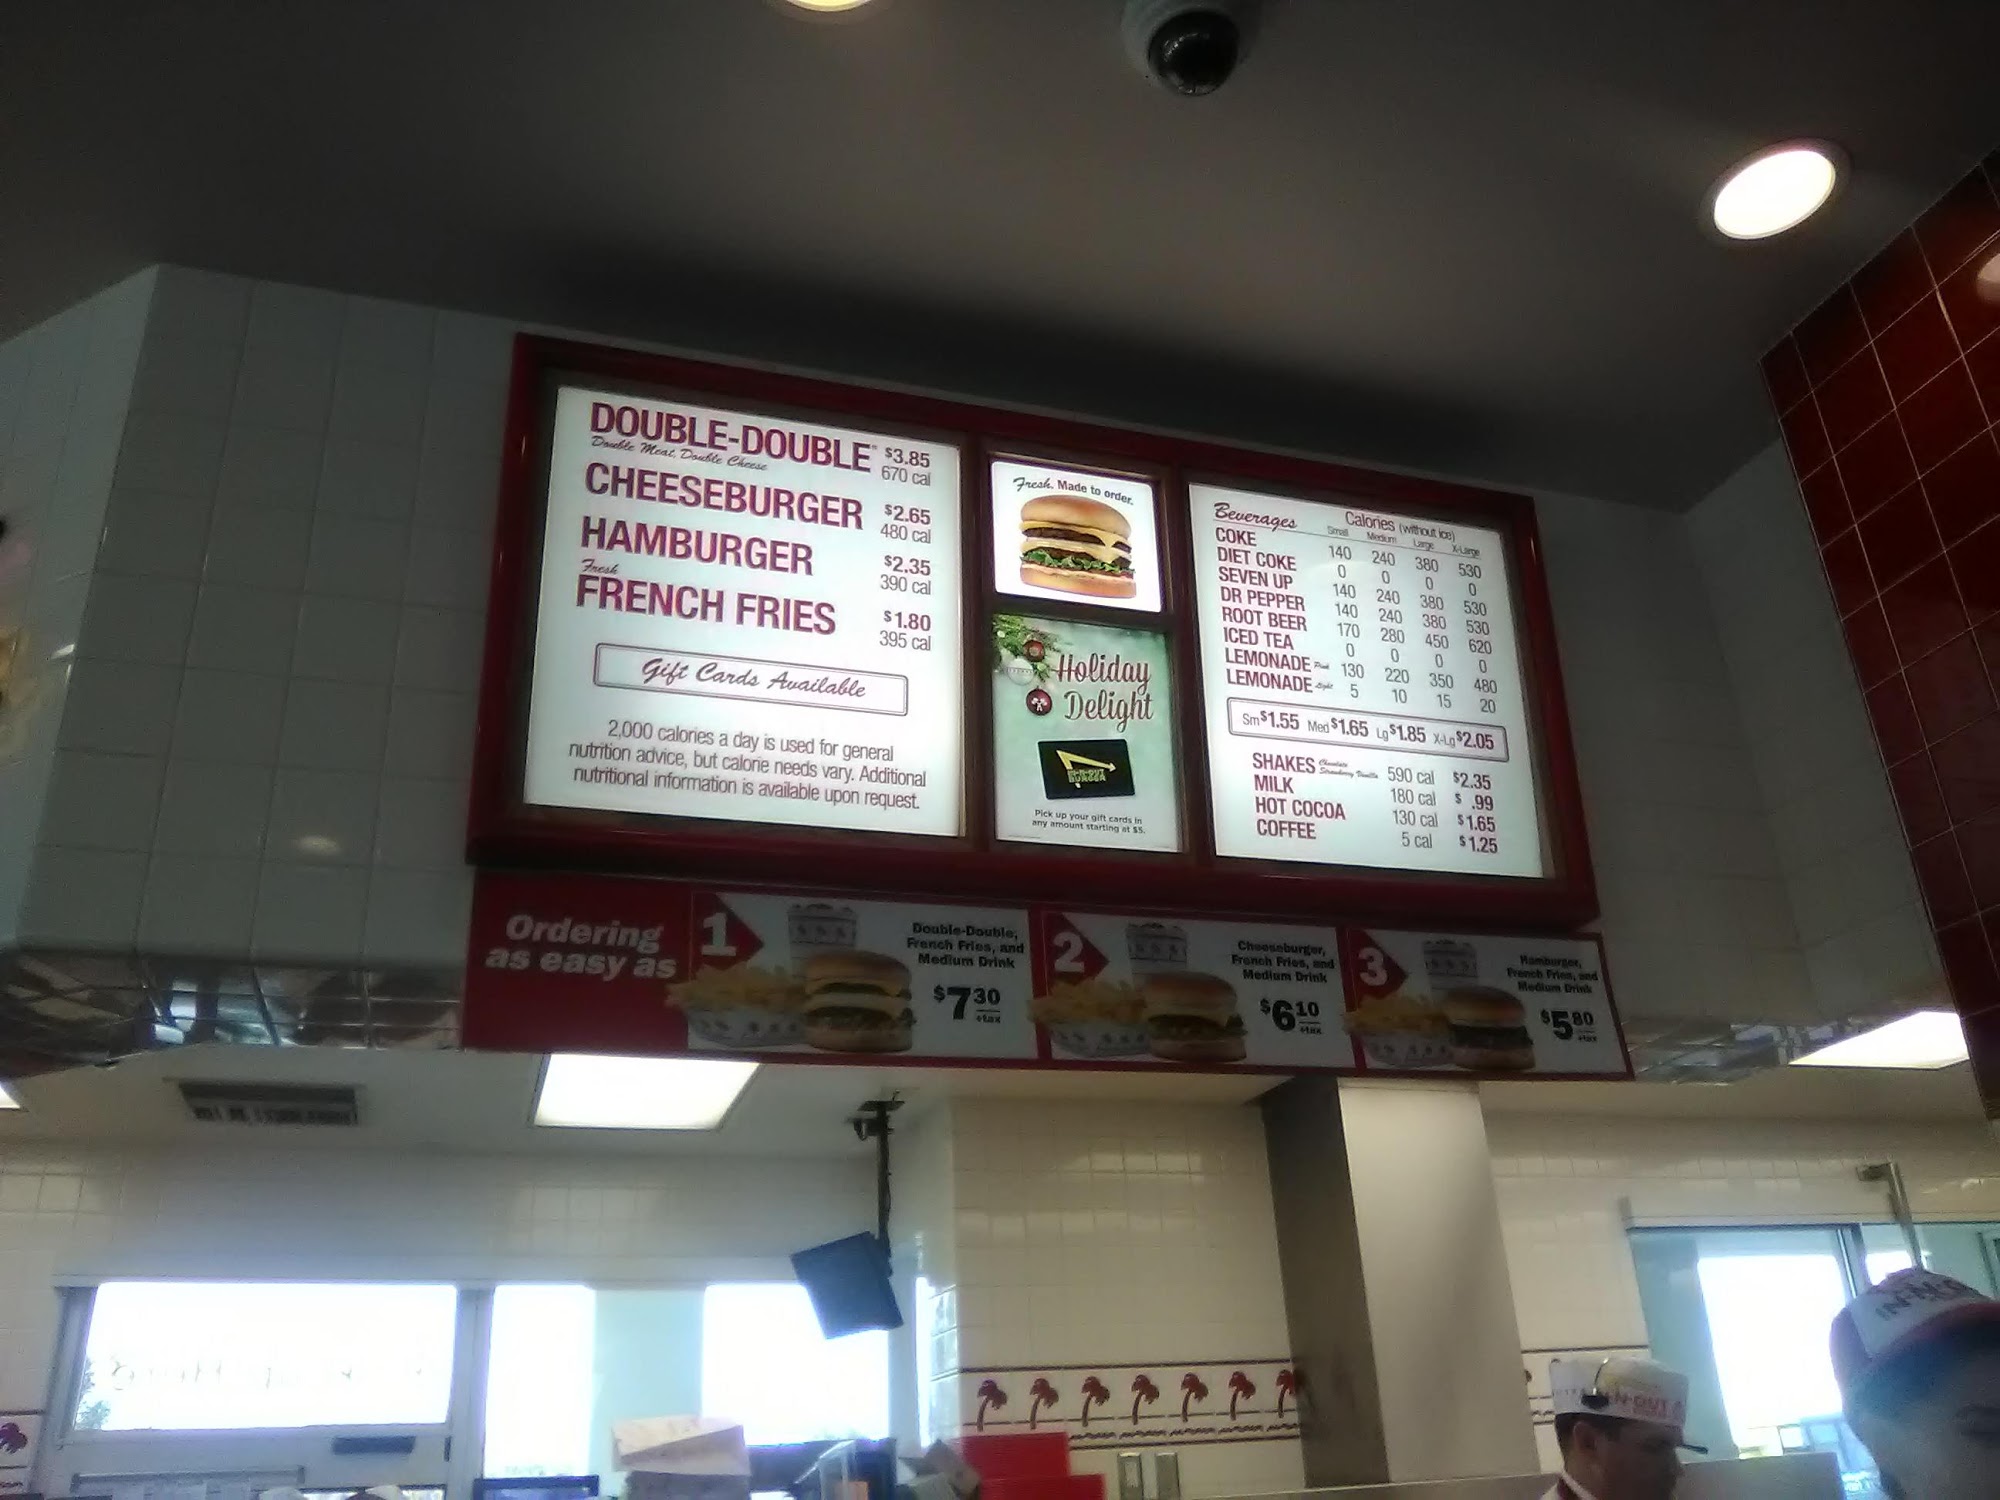 DOUBLE-DOUBLE® $3.85
Double Meat, Double Cheese 670 cal
CHEESEBURGER $2.65
480 cal
HAMBURGER $2.35
390 cal
Fresh
FRENCH FRIES $1.80
395 cal
Gift Cards Available
2,000 calories a day is used for general
nutrition advice, but calorie needs vary. Additional
nutritional information is available upon request.
Fresh. Made to order.
Holiday
Delight
IN-N-OUT
BURGER
Pick up your gift cards in
any amount starting at $5.
Beverages Calories (without ice)
Small Medium Large X-Large
COKE 140 240 380 530
DIET COKE 0 0 0 0
SEVEN UP 140 240 380 530
DR PEPPER 140 240 380 530
ROOT BEER 170 280 450 620
ICED TEA 0 0 0 0
LEMONADE Pink 130 220 350 480
LEMONADE Light 5 10 15 20
Sm $1.55 Med $1.65 Lg $1.85 X-Lg $2.05
SHAKES Chocolate Strawberry Vanilla 590 cal $2.35
MILK 180 cal $ .99
HOT COCOA 130 cal $1.65
COFFEE 5 cal $1.25
Ordering
as easy as
1
Double-Double,
French Fries, and
Medium Drink
$7.30
+tax
2
Cheeseburger,
French Fries, and
Medium Drink
$6.10
+tax
3
Hamburger,
French Fries, and
Medium Drink
$5.80
+tax
IN-N-OUT